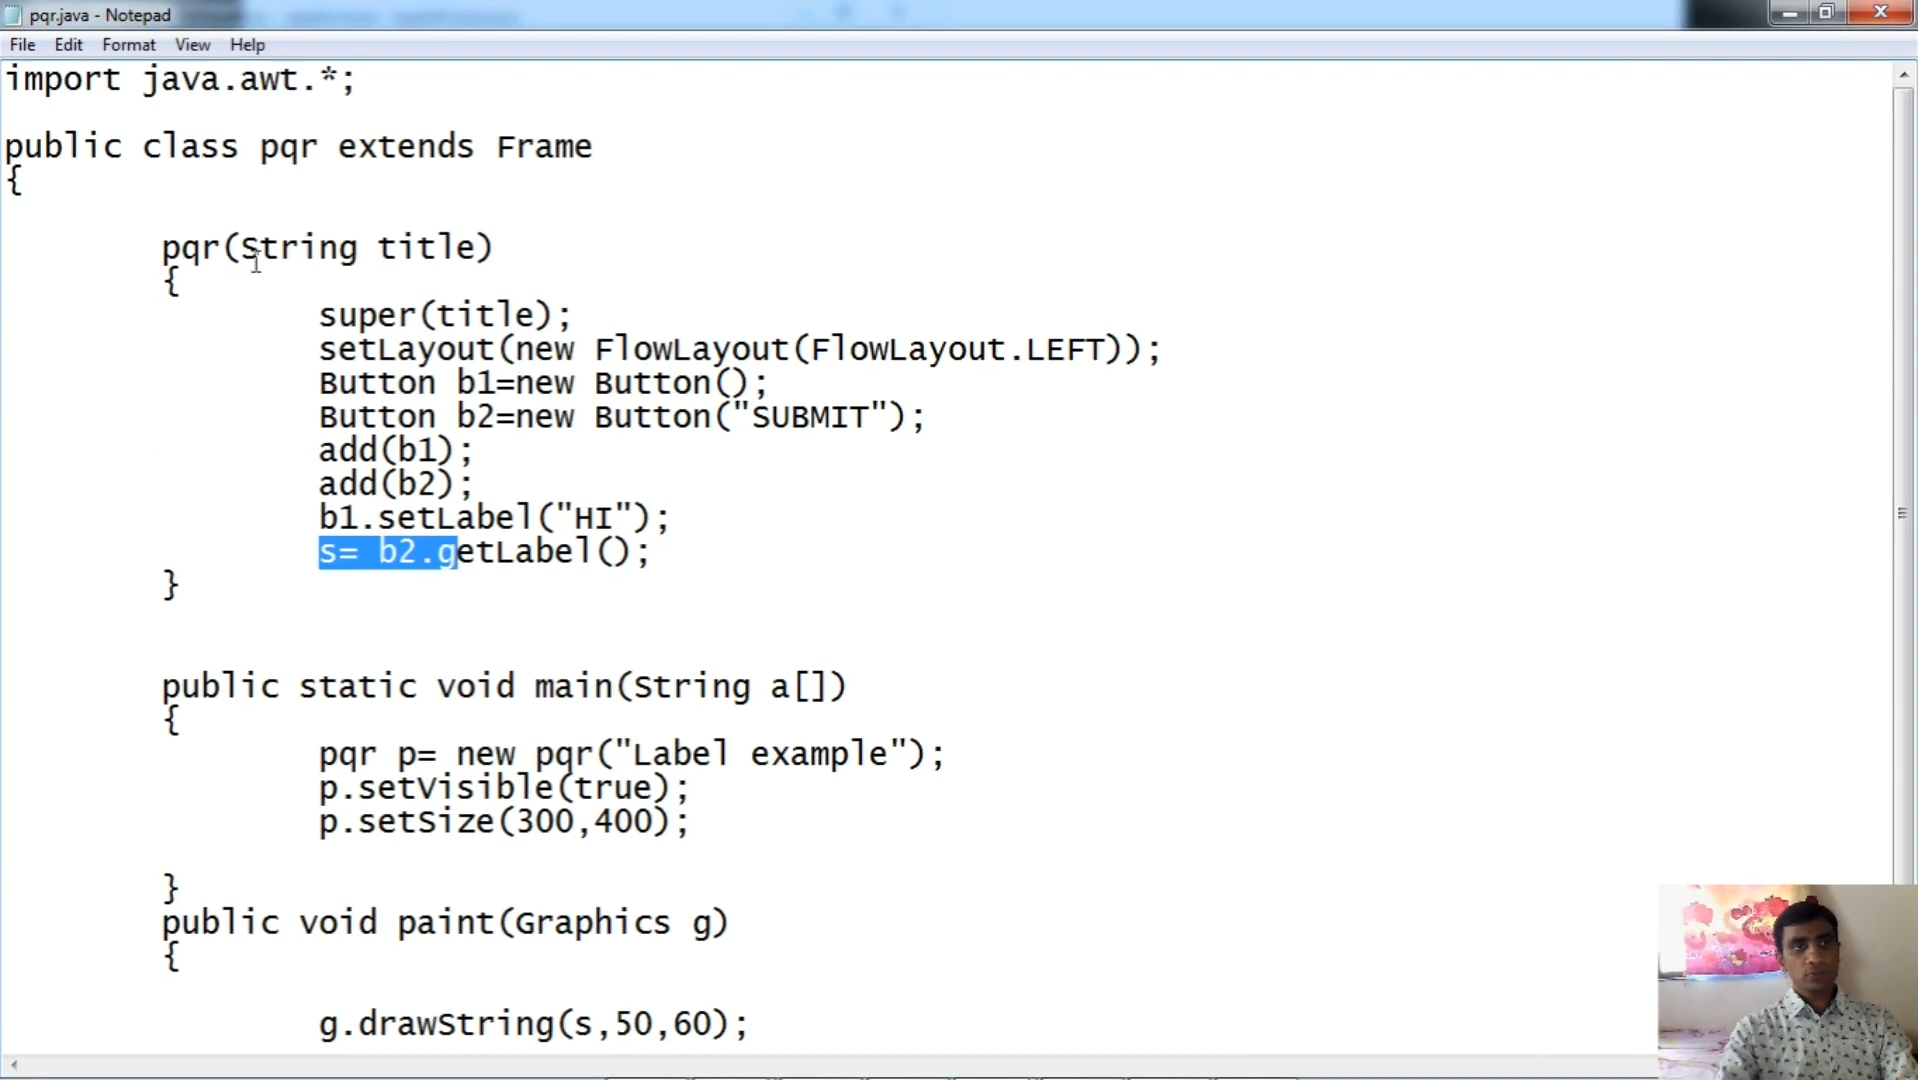 pqr.java - Notepad
File Edit Format View Help
import java.awt.*;
public class pqr extends Frame
{
pqr(String title)
{
super(title);
setLayout(new FlowLayout(FlowLayout.LEFT));
Button b1=new Button();
Button b2=new Button("SUBMIT");
add(b1);
add(b2);
b1.setLabel("HI");
s= b2.getLabel();
}
public static void main(String a[])
{
pqr p= new pqr("Label example");
p.setVisible(true);
p.setSize(300,400);
}
public void paint(Graphics g)
{
g.drawString(s,50,60);